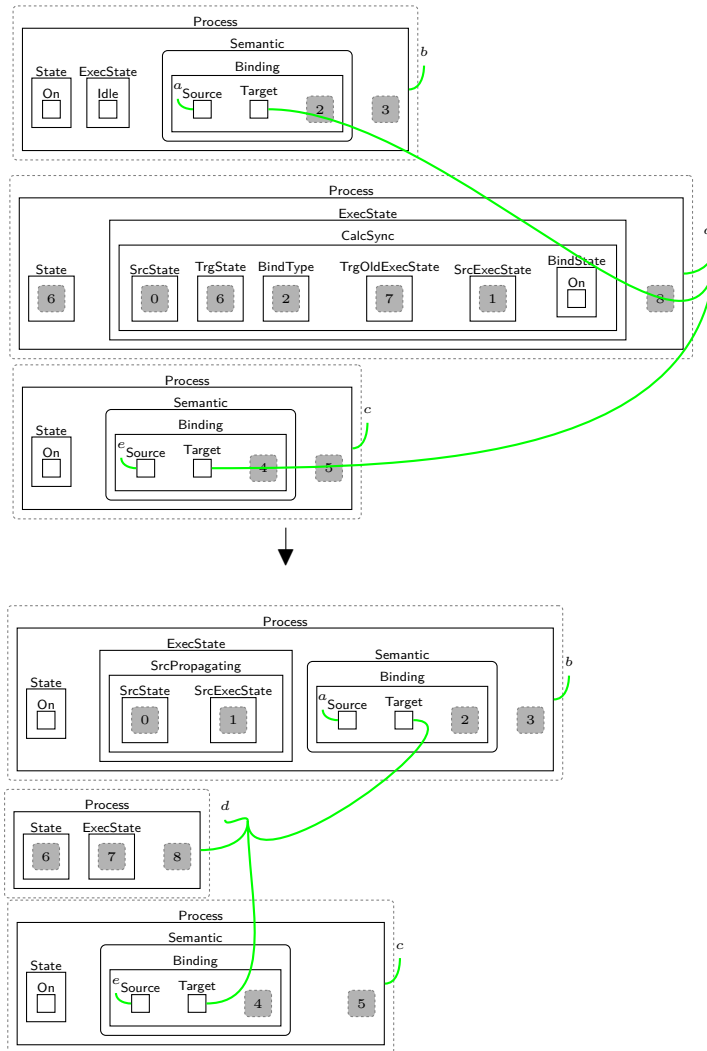 Process
Semantic
b
State ExecState Binding
On Idle a Source Target 2 3
Process
ExecState
CalcSync
State SrcState TrgState BindType TrgOldExecState SrcExecState BindState
6 0 6 2 7 1 On 8
Process
Semantic
c
State Binding
On e Source Target 4 5
Process
ExecState Semantic
b
State SrcPropagating Binding
On SrcState SrcExecState a Source Target
0 1 2 3
Process d
State ExecState
6 7 8
Process
Semantic
c
State Binding
On e Source Target 4 5